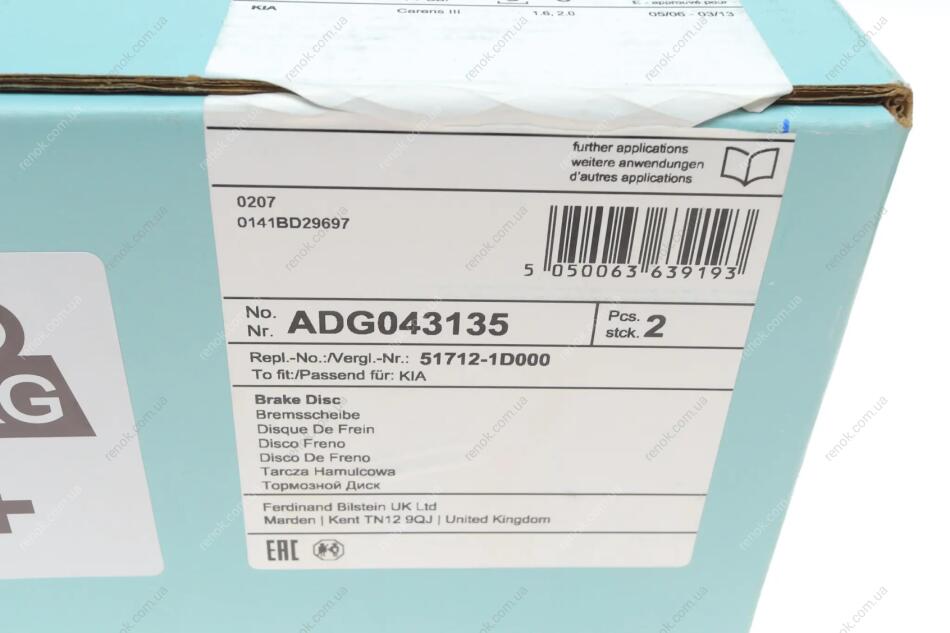 KIA Carens III 1.6, 2.0 05/06 - 03/13
further applications
weitere anwendungen
d'autres applications
0207
0141BD29697
5 050063 639193
No.
Nr. ADG043135
Pcs.
stck. 2
Repl.-No.:/Vergl.-Nr.: 51712-1D000
To fit:/Passend für: KIA
Brake Disc
Bremsscheibe
Disque De Frein
Disco Freno
Disco De Freno
Tarcza Hamulcowa
Тормозной Диск
Ferdinand Bilstein UK Ltd
Marden | Kent TN12 9QJ | United Kingdom
EAC
renok.com.ua